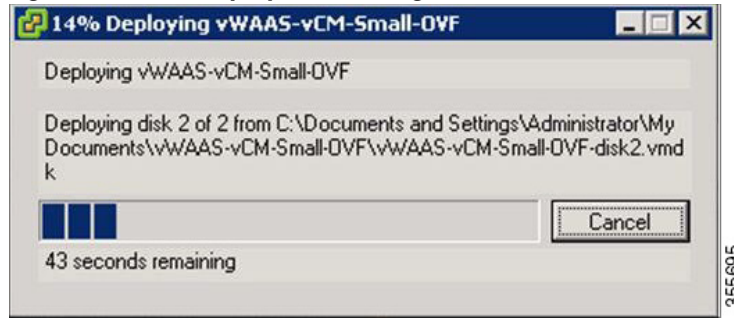 14% Deploying vWAAS-vCM-Small-OVF
Deploying vWAAS-vCM-Small-OVF
Deploying disk 2 of 2 from C:\Documents and Settings\Administrator\My
Documents\vWAAS-vCM-Small-OVF\vWAAS-vCM-Small-OVF-disk2.vmd
k
Cancel
43 seconds remaining
355695